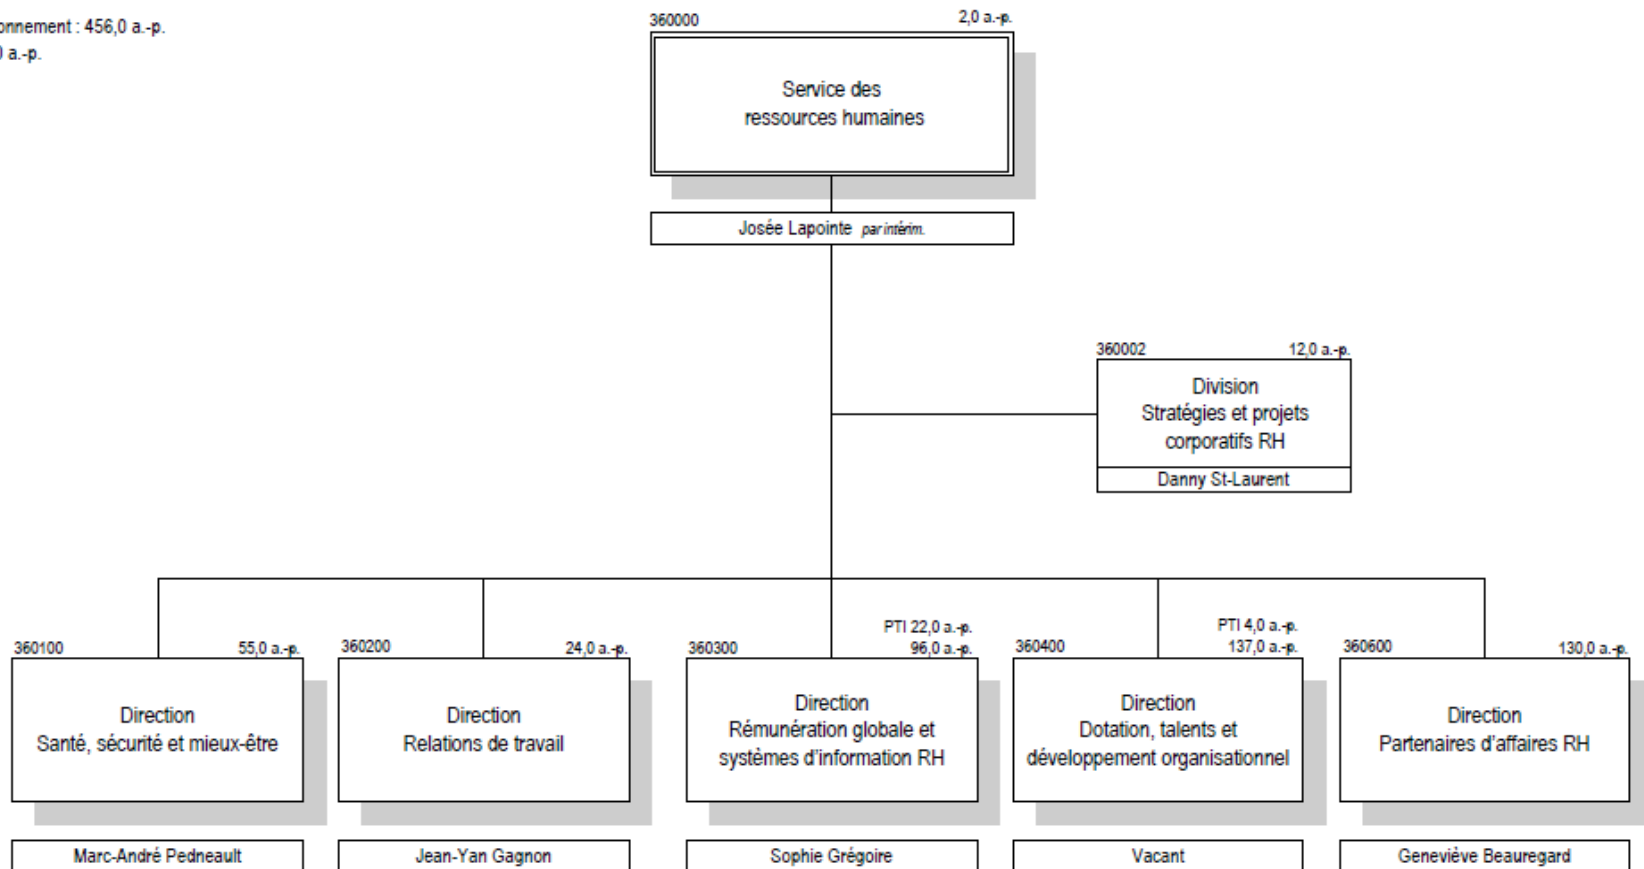 onnement : 456,0 a.-p.
a.-p.
360000 2,0 a.-p.
Service des
ressources humaines
Josée Lapointe par intérim.
360002 12,0 a.-p.
Division
Stratégies et projets
corporatifs RH
Danny St-Laurent
360100 55,0 a.-p.
Direction
Santé, sécurité et mieux-être
Marc-André Pedneault
360200 24,0 a.-p.
Direction
Relations de travail
Jean-Yan Gagnon
PTI 22,0 a.-p.
360300 96,0 a.-p.
Direction
Rémunération globale et
systèmes d'information RH
Sophie Grégoire
PTI 4,0 a.-p.
360400 137,0 a.-p.
Direction
Dotation, talents et
développement organisationnel
Vacant
360600 130,0 a.-p.
Direction
Partenaires d'affaires RH
Geneviève Beauregard